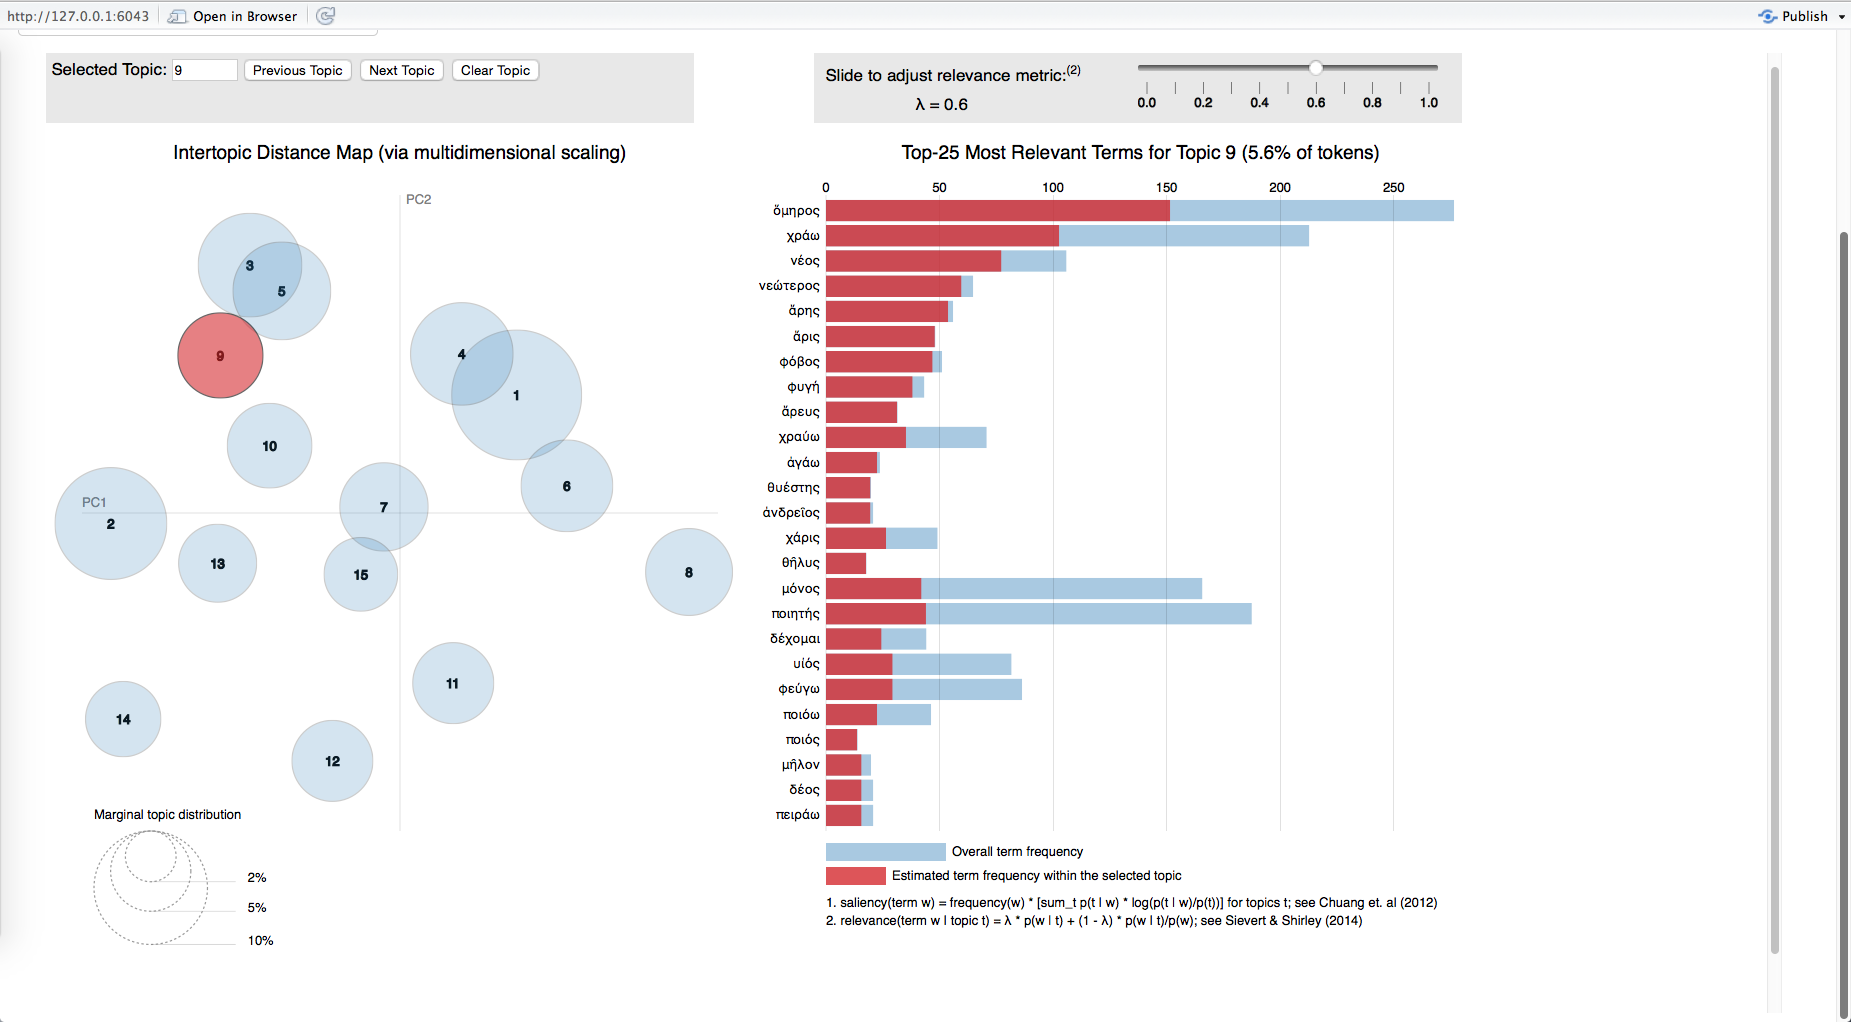 http://127.0.0.1:6043 Open in Browser Publish
Selected Topic: 9 Previous Topic Next Topic Clear Topic
Slide to adjust relevance metric:(2)
λ = 0.6
0.0 0.2 0.4 0.6 0.8 1.0
Intertopic Distance Map (via multidimensional scaling)
PC2
PC1
3
5
9
4
1
10
6
7
2
13
15
8
11
14
12
Marginal topic distribution
2%
5%
10%
Top-25 Most Relevant Terms for Topic 9 (5.6% of tokens)
0 50 100 150 200 250
ὅμηρος
χράω
νέος
νεώτερος
ἄρης
ἄρις
φόβος
φυγή
ἄρευς
χραύω
ἀγάω
θυέστης
ἀνδρεῖος
χάρις
θῆλυς
μόνος
ποιητής
δέχομαι
υἱός
φεύγω
ποιόω
ποιός
μῆλον
δέος
πειράω
Overall term frequency
Estimated term frequency within the selected topic
1. saliency(term w) = frequency(w) * [sum_t p(t | w) * log(p(t | w)/p(t))] for topics t; see Chuang et. al (2012)
2. relevance(term w | topic t) = λ * p(w | t) + (1 - λ) * p(w | t)/p(w); see Sievert & Shirley (2014)